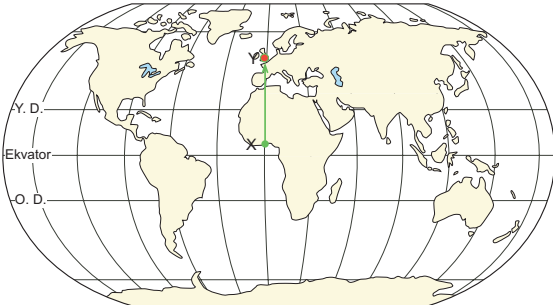 Y
Y. D.
X
Ekvator
O. D.